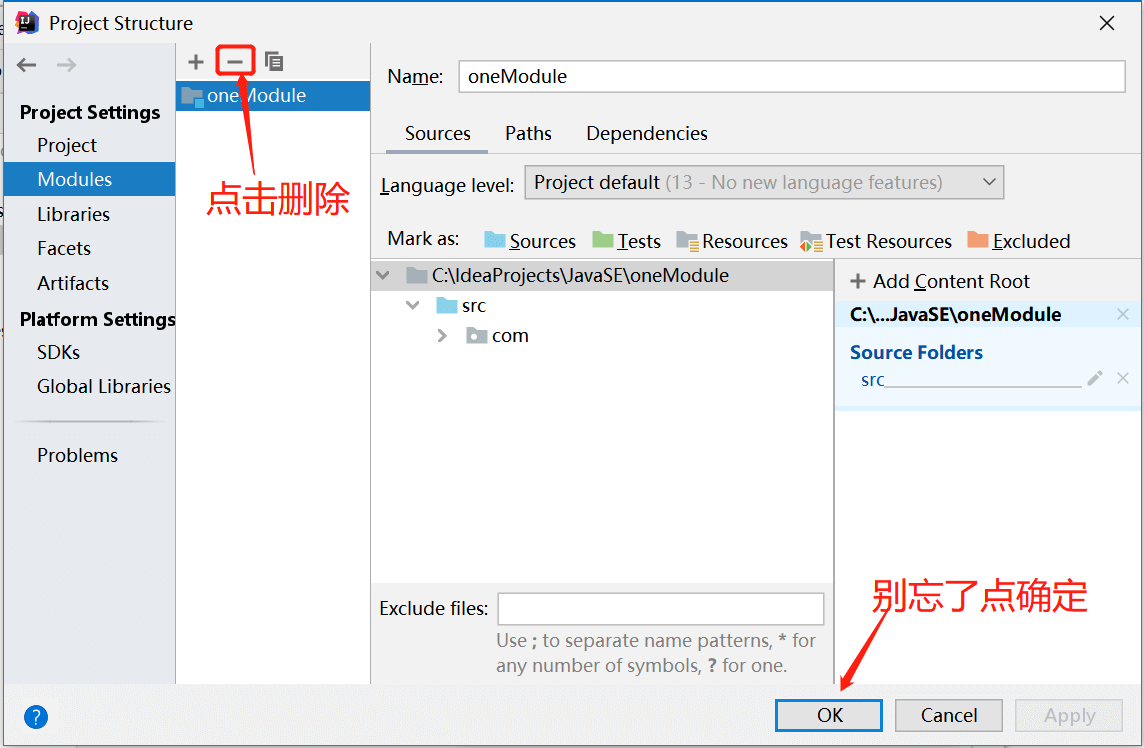 Project Structure
Project Settings
Project
Modules
Libraries
Facets
Artifacts
Platform Settings
SDKs
Global Libraries
Problems
oneModule
点击删除
Name: oneModule
Sources Paths Dependencies
Language level: Project default (13 - No new language features)
Mark as: Sources Tests Resources Test Resources Excluded
C:\IdeaProjects\JavaSE\oneModule
src
com
+ Add Content Root
C:\...JavaSE\oneModule
Source Folders
src
Exclude files:
Use ; to separate name patterns, * for
any number of symbols, ? for one.
别忘了点确定
? OK Cancel Apply